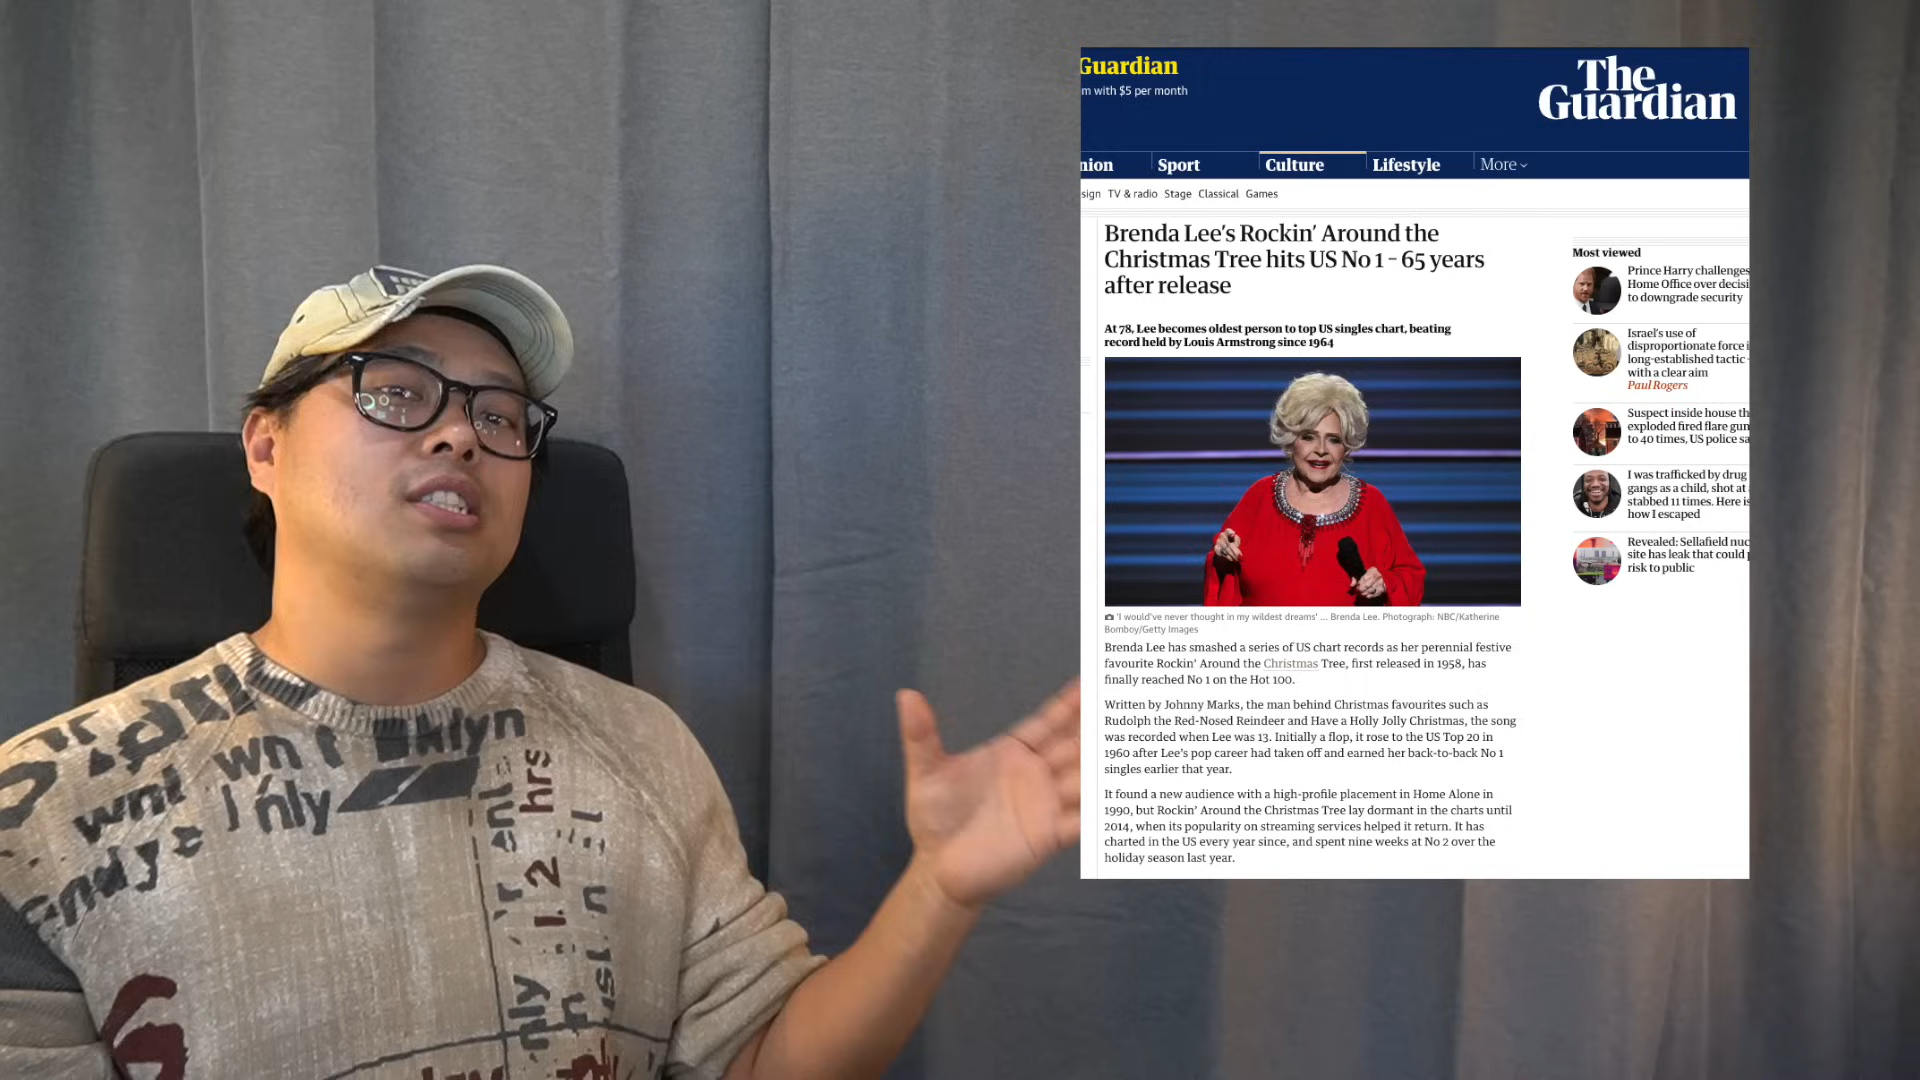 Guardian
m with $5 per month
The
Guardian
nion
Sport
Culture
Lifestyle
More
sign TV & radio Stage Classical Games
Brenda Lee's Rockin' Around the
Christmas Tree hits US No 1 – 65 years
after release
At 78, Lee becomes oldest person to top US singles chart, beating
record held by Louis Armstrong since 1964
'I would've never thought in my wildest dreams' ... Brenda Lee. Photograph: NBC/Katherine
Bomboy/Getty Images
Brenda Lee has smashed a series of US chart records as her perennial festive
favourite Rockin' Around the Christmas Tree, first released in 1958, has
finally reached No 1 on the Hot 100.
Written by Johnny Marks, the man behind Christmas favourites such as
Rudolph the Red-Nosed Reindeer and Have a Holly Jolly Christmas, the song
was recorded when Lee was 13. Initially a flop, it rose to the US Top 20 in
1960 after Lee's pop career had taken off and earned her back-to-back No 1
singles earlier that year.
It found a new audience with a high-profile placement in Home Alone in
1990, but Rockin' Around the Christmas Tree lay dormant in the charts until
2014, when its popularity on streaming services helped it return. It has
charted in the US every year since, and spent nine weeks at No 2 over the
holiday season last year.
Most viewed
Prince Harry challenges
Home Office over decisi
to downgrade security
Israel's use of
disproportionate force i
long-established tactic -
with a clear aim
Paul Rogers
Suspect inside house th
exploded fired flare gun
to 40 times, US police sa
I was trafficked by drug
gangs as a child, shot at
stabbed 11 times. Here is
how I escaped
Revealed: Sellafield nuc
site has leak that could p
risk to public
wnt
klyn
wnt
I
nly
hrs
12
nly
6